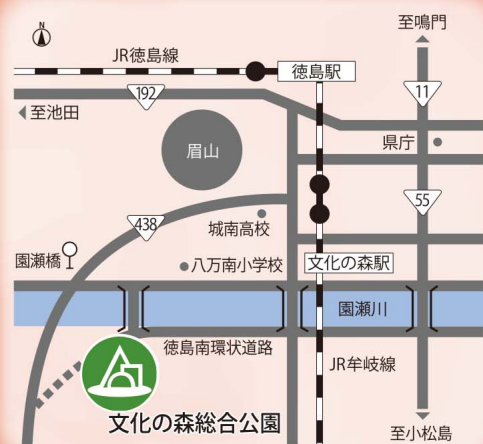 N
至鳴門
JR徳島線
徳島駅
192
11
至池田
県庁
眉山
55
城南高校
438
園瀬橋
八万南小学校
文化の森駅
園瀬川
徳島南環状道路
JR牟岐線
文化の森総合公園
至小松島